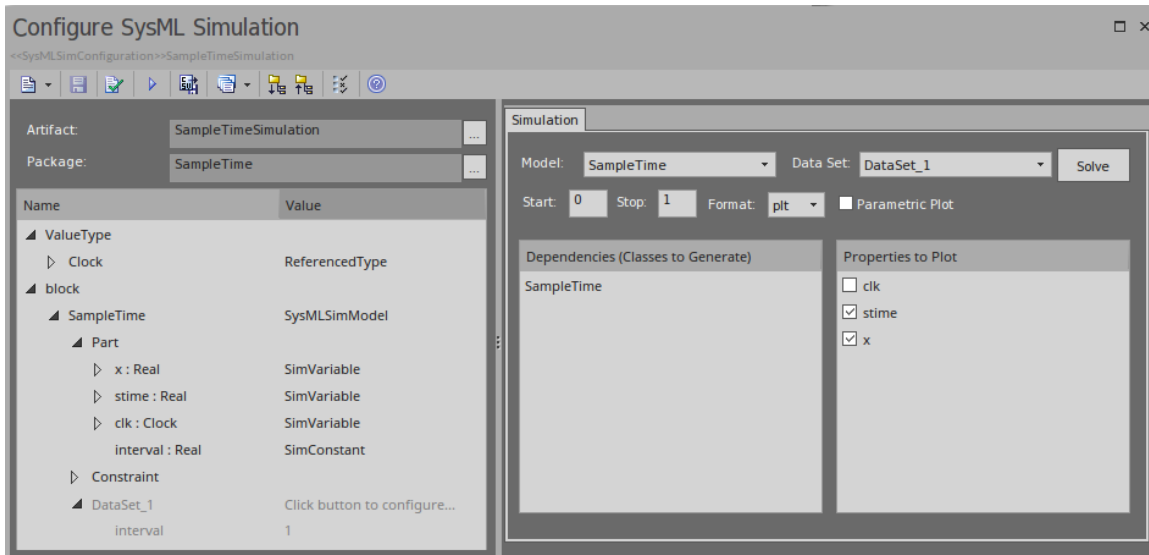 Configure SysML Simulation
<<SysMLSimConfiguration>>SampleTimeSimulation
Artifact: SampleTimeSimulation ...
Package: SampleTime ...
Name Value
ValueType
Clock ReferencedType
block
SampleTime SysMLSimModel
Part
x : Real SimVariable
stime : Real SimVariable
clk : Clock SimVariable
interval : Real SimConstant
Constraint
DataSet_1 Click button to configure...
interval 1
Simulation
Model: SampleTime Data Set: DataSet_1 Solve
Start: 0 Stop: 1 Format: plt Parametric Plot
Dependencies (Classes to Generate)
SampleTime
Properties to Plot
clk
stime
x